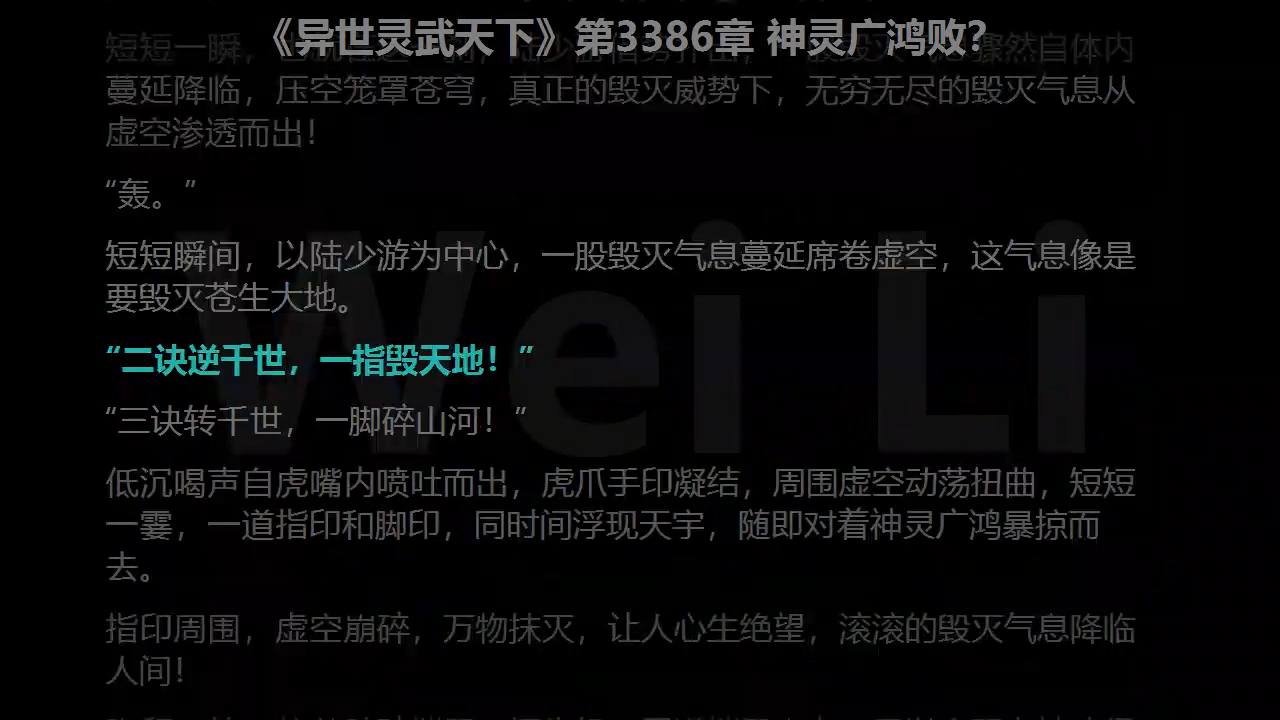 《异世灵武天下》第3386章 神灵广鸿败?
短短一瞬，
骤然自体内
蔓延降临，压空笼罩苍穹，真正的毁灭威势下，无穷无尽的毁灭气息从
虚空渗透而出！
“轰。”
短短瞬间，以陆少游为中心，一股毁灭气息蔓延席卷虚空，这气息像是
要毁灭苍生大地。
“二诀逆千世，一指毁天地！”
“三诀转千世，一脚碎山河！”
低沉喝声自虎嘴内喷吐而出，虎爪手印凝结，周围虚空动荡扭曲，短短
一霎，一道指印和脚印，同时间浮现天宇，随即对着神灵广鸿暴掠而
去。
指印周围，虚空崩碎，万物抹灭，让人心生绝望，滚滚的毁灭气息降临
人间！
Wei Li